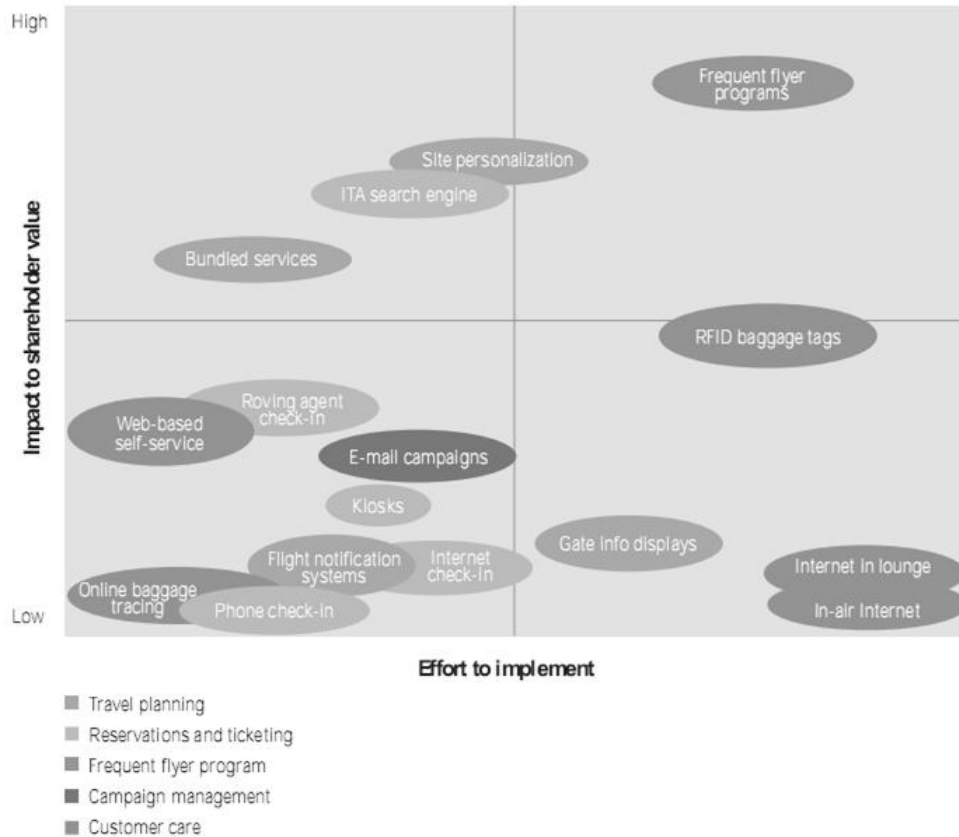 High
Frequent flyer
programs
Site personalization
ITA search engine
Bundled services
Impact to shareholder value
RFID baggage tags
Roving agent
check-in
Web-based
self-service
E-mail campaigns
Kiosks
Gate info displays
Flight notification
systems
Internet
check-in
Internet in lounge
Online baggage
tracing
Phone check-in
In-air Internet
Low
Effort to implement
Travel planning
Reservations and ticketing
Frequent flyer program
Campaign management
Customer care